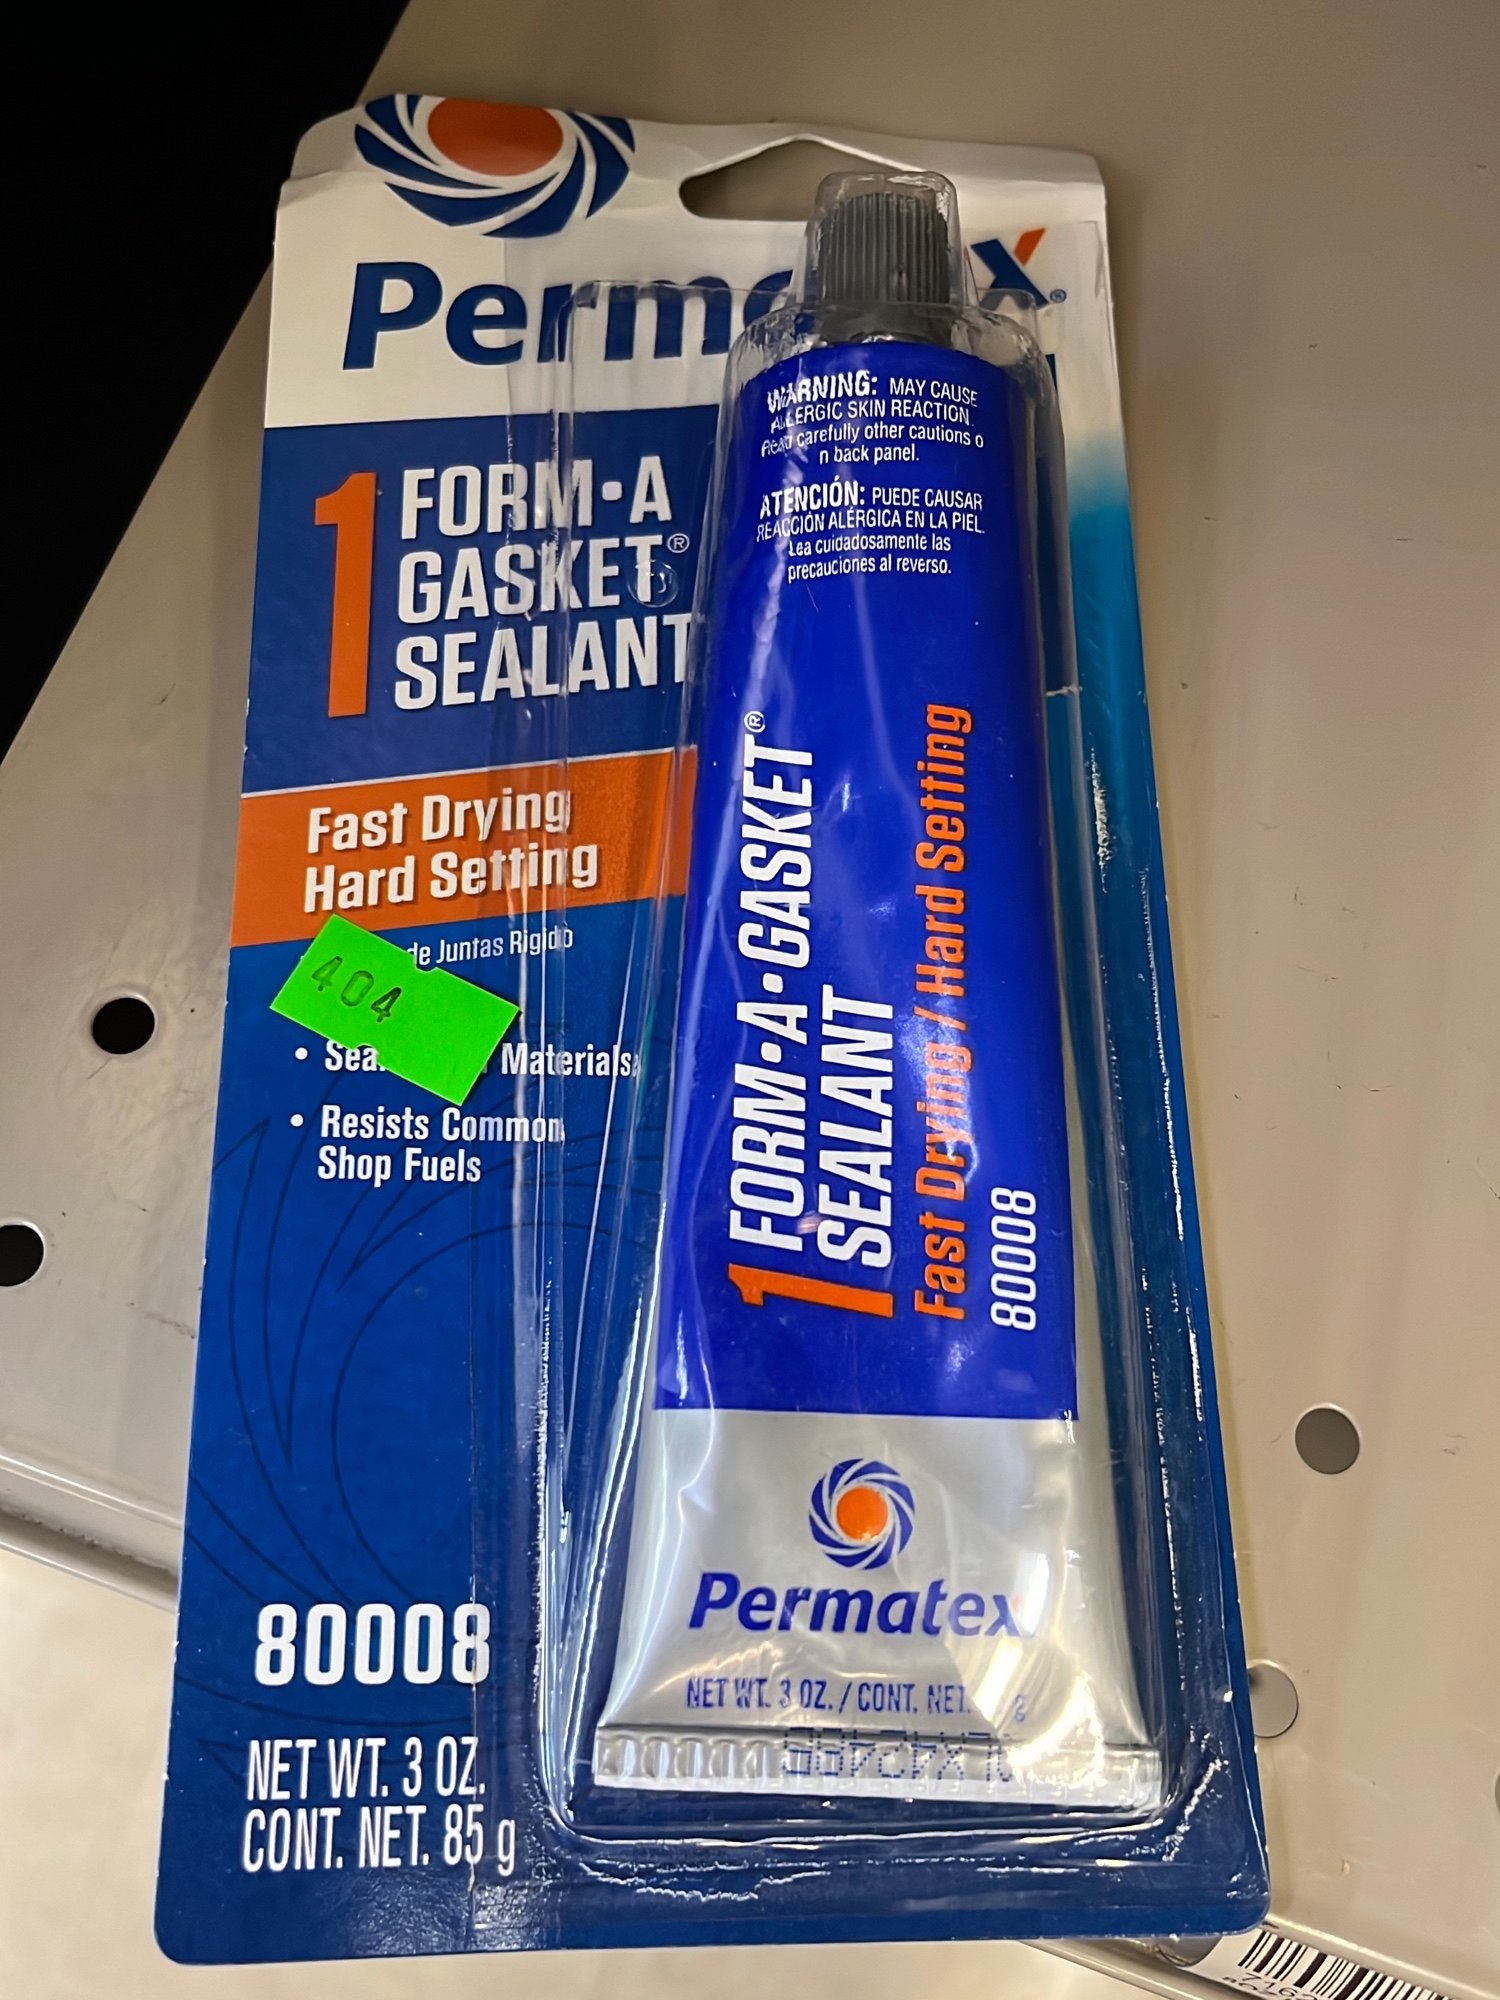 Permatex®
1
FORM•A
GASKET®
SEALANT
Fast Drying
Hard Setting
de Juntas Rigido
404
• Materials
• Resists Common
Shop Fuels
80008
NET WT. 3 OZ.
CONT. NET. 85 g
WARNING: MAY CAUSE
ALLERGIC SKIN REACTION
Read carefully other cautions o
n back panel.
ATENCIÓN: PUEDE CAUSAR
REACCIÓN ALÉRGICA EN LA PIEL.
Lea cuidadosamente las
precauciones al reverso.
1 FORM•A•GASKET®
SEALANT
Fast Drying / Hard Setting
80008
Permatex
NET WT. 3 OZ. / CONT. NET. g